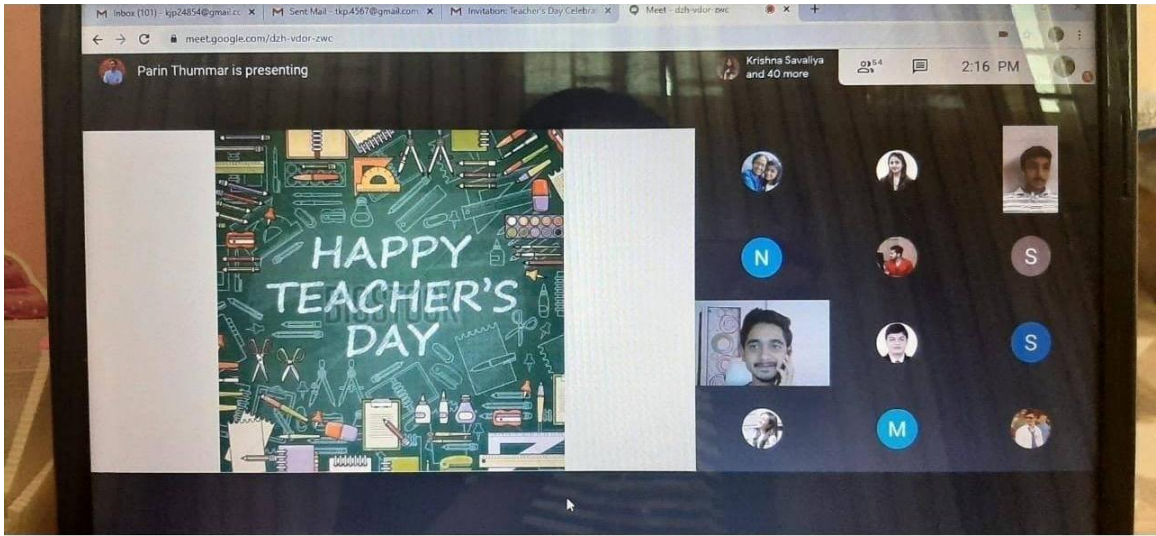 Inbox (101) - kjp24854@gmail.cc
Sent Mail - tkp.4567@gmail.com
Invitation: Teacher's Day Celebra
Meet - dzh-vdor-zwc
meet.google.com/dzh-vdor-zwc
Parin Thummar is presenting
Krishna Savaliya
and 40 more
54
2:16 PM
HAPPY
TEACHER'S
DAY
N
S
S
M